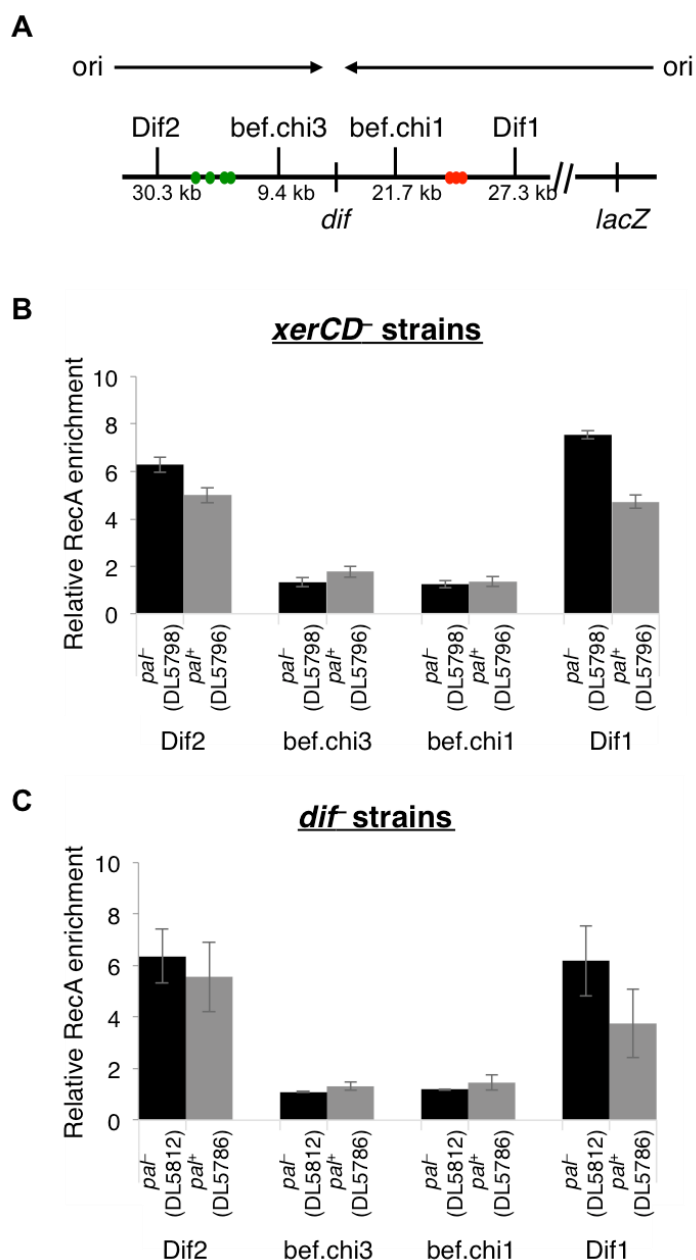 A
ori ori
Dif2 bef.chi3 bef.chi1 Dif1
30.3 kb 9.4 kb 21.7 kb 27.3 kb
dif lacZ
B
xerCD– strains
Relative RecA enrichment
10
8
6
4
2
0
pal– (DL5798)
pal+ (DL5796)
pal– (DL5798)
pal+ (DL5796)
pal– (DL5798)
pal+ (DL5796)
pal– (DL5798)
pal+ (DL5796)
Dif2 bef.chi3 bef.chi1 Dif1
C
dif– strains
Relative RecA enrichment
10
8
6
4
2
0
pal– (DL5812)
pal+ (DL5786)
pal– (DL5812)
pal+ (DL5786)
pal– (DL5812)
pal+ (DL5786)
pal– (DL5812)
pal+ (DL5786)
Dif2 bef.chi3 bef.chi1 Dif1